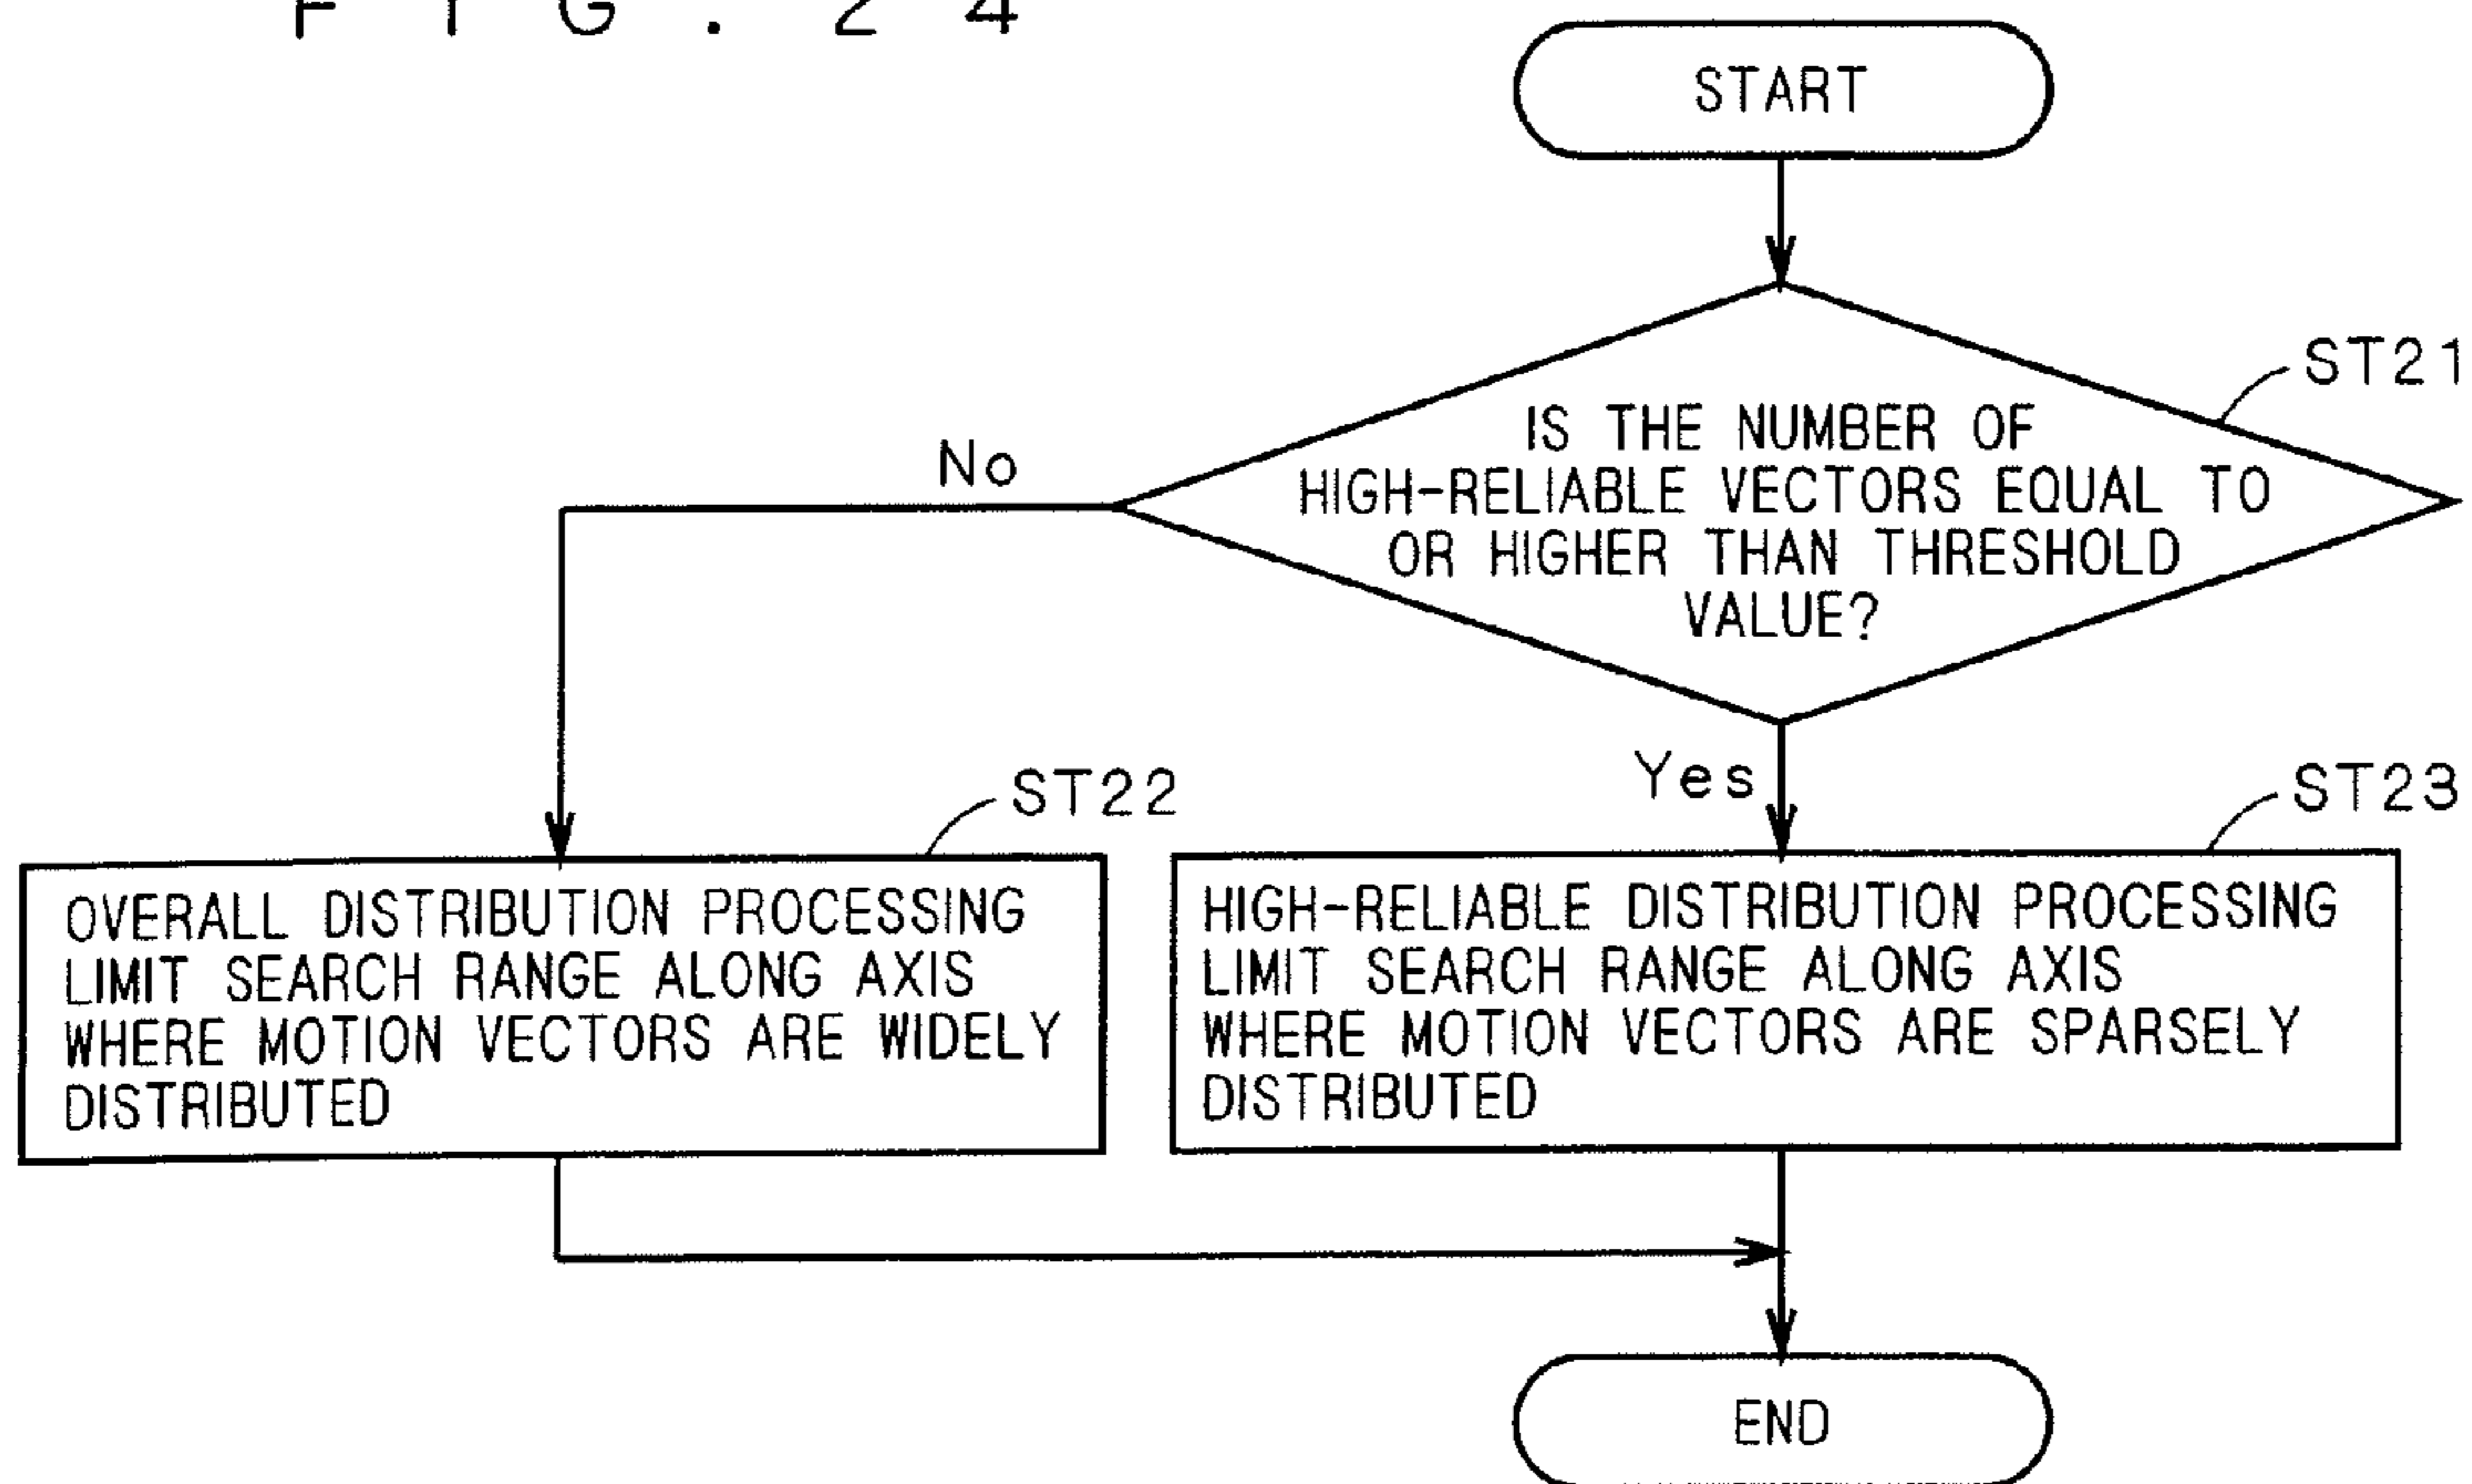 FIG. 24
START
ST21
IS THE NUMBER OF
HIGH-RELIABLE VECTORS EQUAL TO
OR HIGHER THAN THRESHOLD
VALUE?
No
Yes
ST22
OVERALL DISTRIBUTION PROCESSING
LIMIT SEARCH RANGE ALONG AXIS
WHERE MOTION VECTORS ARE WIDELY
DISTRIBUTED
ST23
HIGH-RELIABLE DISTRIBUTION PROCESSING
LIMIT SEARCH RANGE ALONG AXIS
WHERE MOTION VECTORS ARE SPARSELY
DISTRIBUTED
END